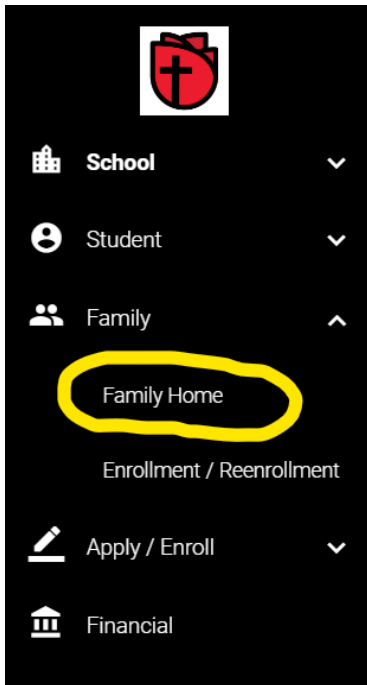 School
Student
Family
Family Home
Enrollment / Reenrollment
Apply / Enroll
Financial